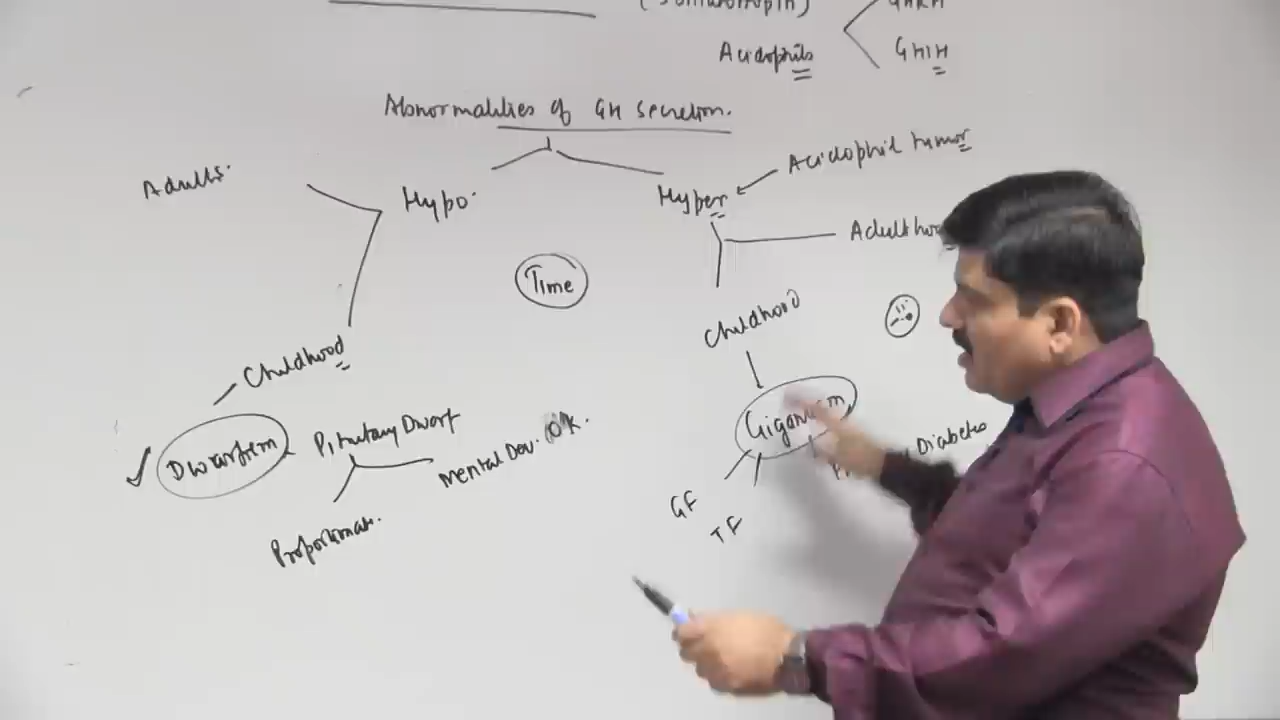 (Somatotropin)
GHRH
Acidophils
GHIH
Abnormalities of GH Secretion.
Acidophil tumor
Adults.
Hypo.
Hyper
Time
Childhood
Childhood
Giganism
Dwarfism
Pituitary Dwarf
Mental Dev. OK.
Diabetes
GF
TF
Proportionate.